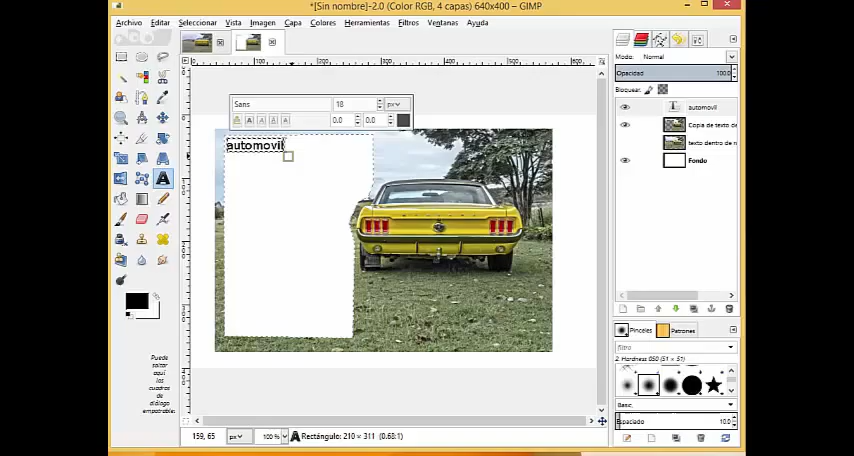 *[Sin nombre]-2.0 (Color RGB, 4 capas) 640x400 – GIMP
Archivo Editar Seleccionar Vista Imagen Capa Colores Herramientas Filtros Ventanas Ayuda
Modo: Normal
Opacidad 100.0
Bloquear:
Sans 18 px
0.0 0.0
automovil
automovil
Copia de texto de
texto dentro de r
Fondo
Pinceles Patrones
filtro
2. Hardness 050 (51 × 51)
Basic,
Espaciado 10.0
Puede
soltar
aquí
los
cuadros
de
diálogo
empotrable:
159, 65 px 100 % Rectángulo: 210 × 311 (0.68:1)